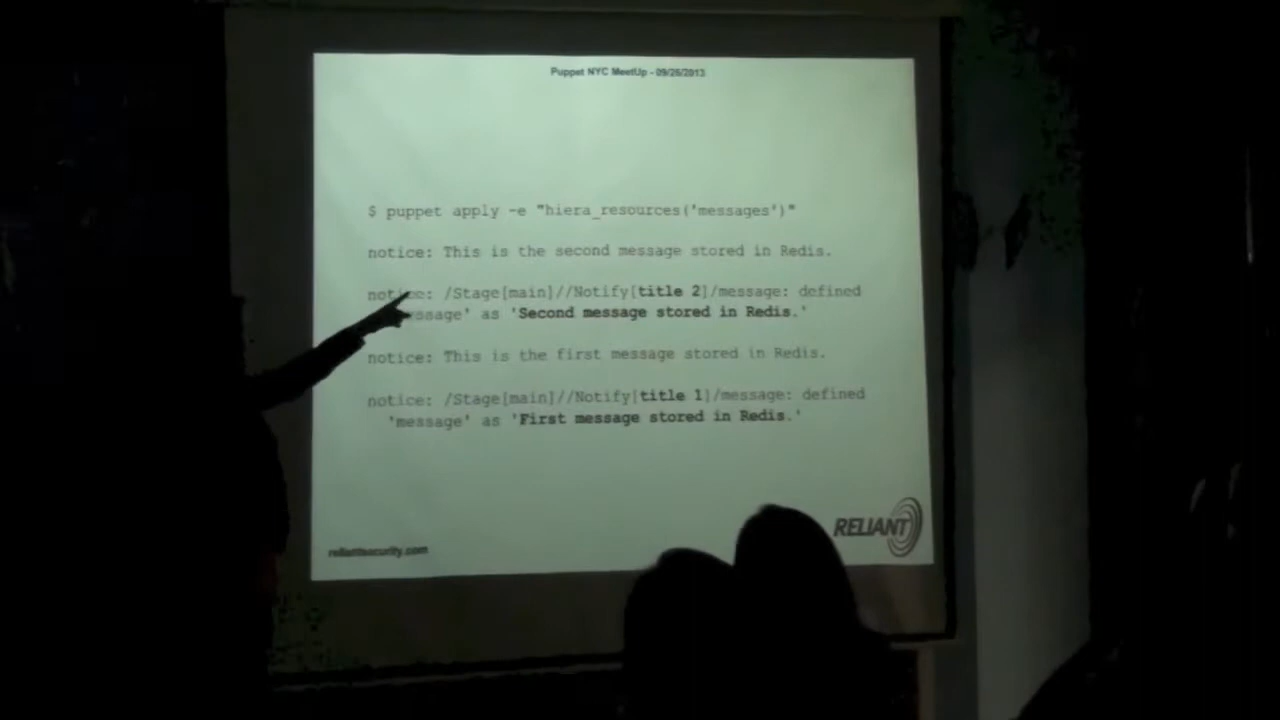 Puppet NYC MeetUp - 09/26/2013
$ puppet apply -e "hiera_resources('messages')"
notice: This is the second message stored in Redis.
notice: /Stage[main]//Notify[title 2]/message: defined
ssage' as 'Second message stored in Redis.'
notice: This is the first message stored in Redis.
notice: /Stage[main]//Notify[title 1]/message: defined
'message' as 'First message stored in Redis.'
RELIANT
reliantsecurity.com